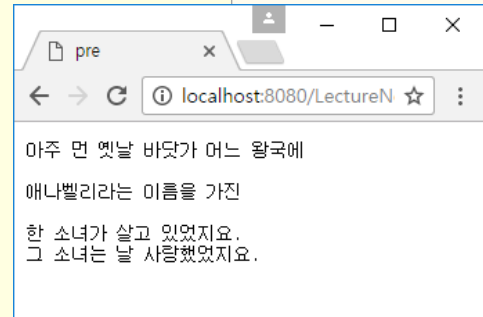 pre
localhost:8080/LectureN
아주 먼 옛날 바닷가 어느 왕국에
애나벨리라는 이름을 가진
한 소녀가 살고 있었지요.
그 소녀는 날 사랑했었지요.